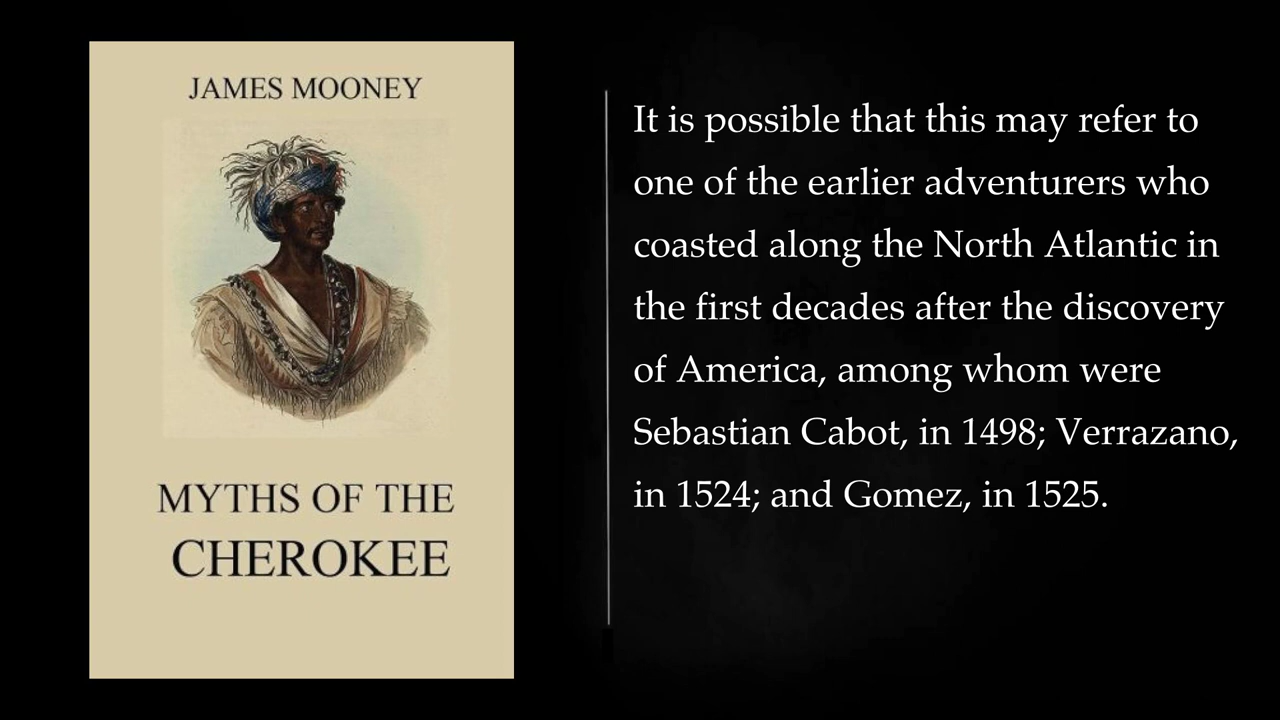 JAMES MOONEY
MYTHS OF THE
CHEROKEE
It is possible that this may refer to
one of the earlier adventurers who
coasted along the North Atlantic in
the first decades after the discovery
of America, among whom were
Sebastian Cabot, in 1498; Verrazano,
in 1524; and Gomez, in 1525.